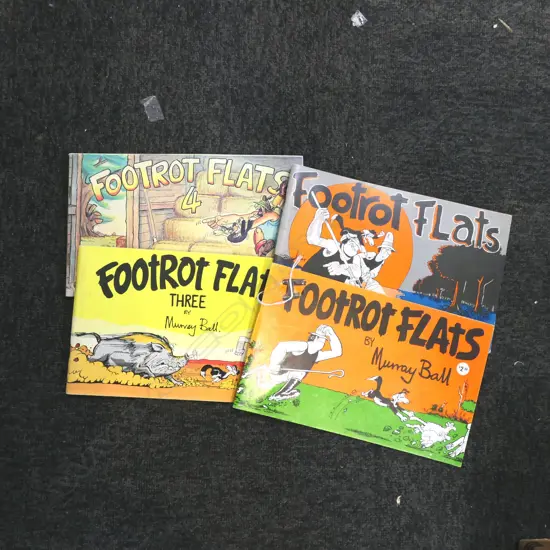 FOOTROT FLATS
4
Footrot FLats
FOOTROT FLAT
THREE
BY
Murray Ball.
FOOTROT FLATS
BY
Murray Ball